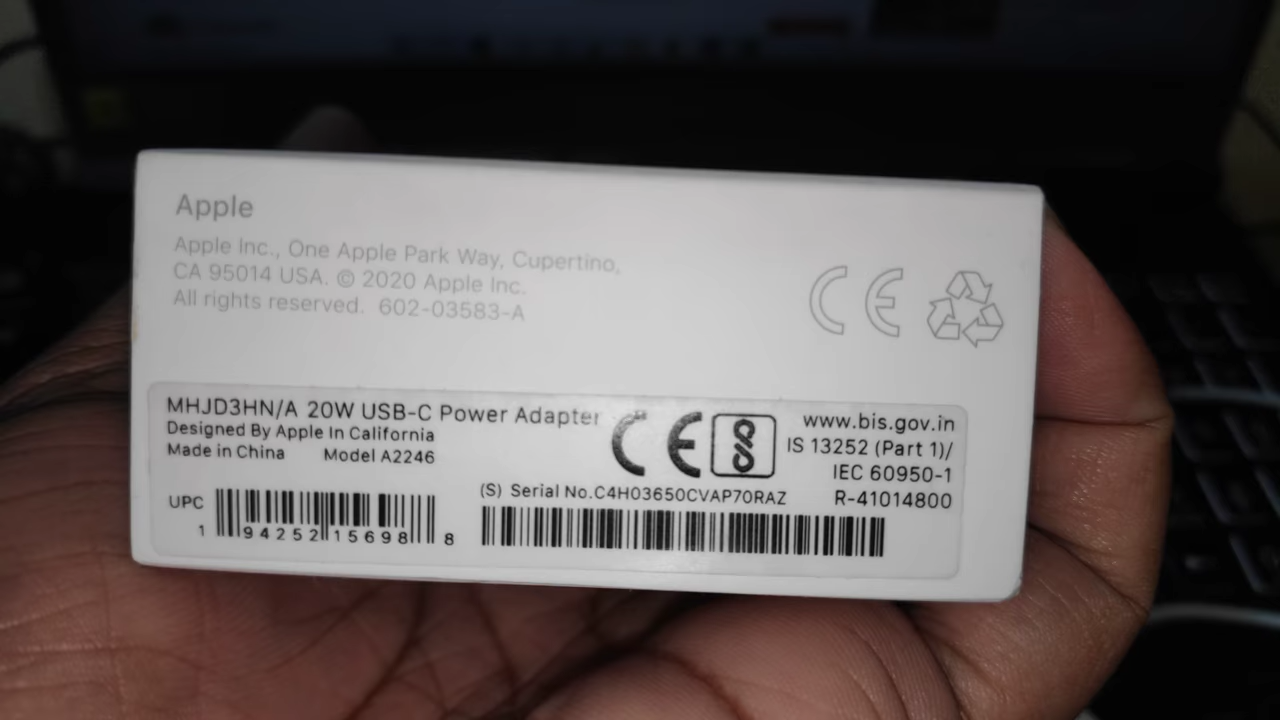 Apple
Apple Inc., One Apple Park Way, Cupertino,
CA 95014 USA. © 2020 Apple Inc.
All rights reserved. 602-03583-A
CE
MHJD3HN/A 20W USB-C Power Adapter
Designed By Apple In California
Made in China Model A2246
CE
www.bis.gov.in
IS 13252 (Part 1)/
IEC 60950-1
R-41014800
UPC
1 94252 15698 8
(S) Serial No.C4H03650CVAP70RAZ